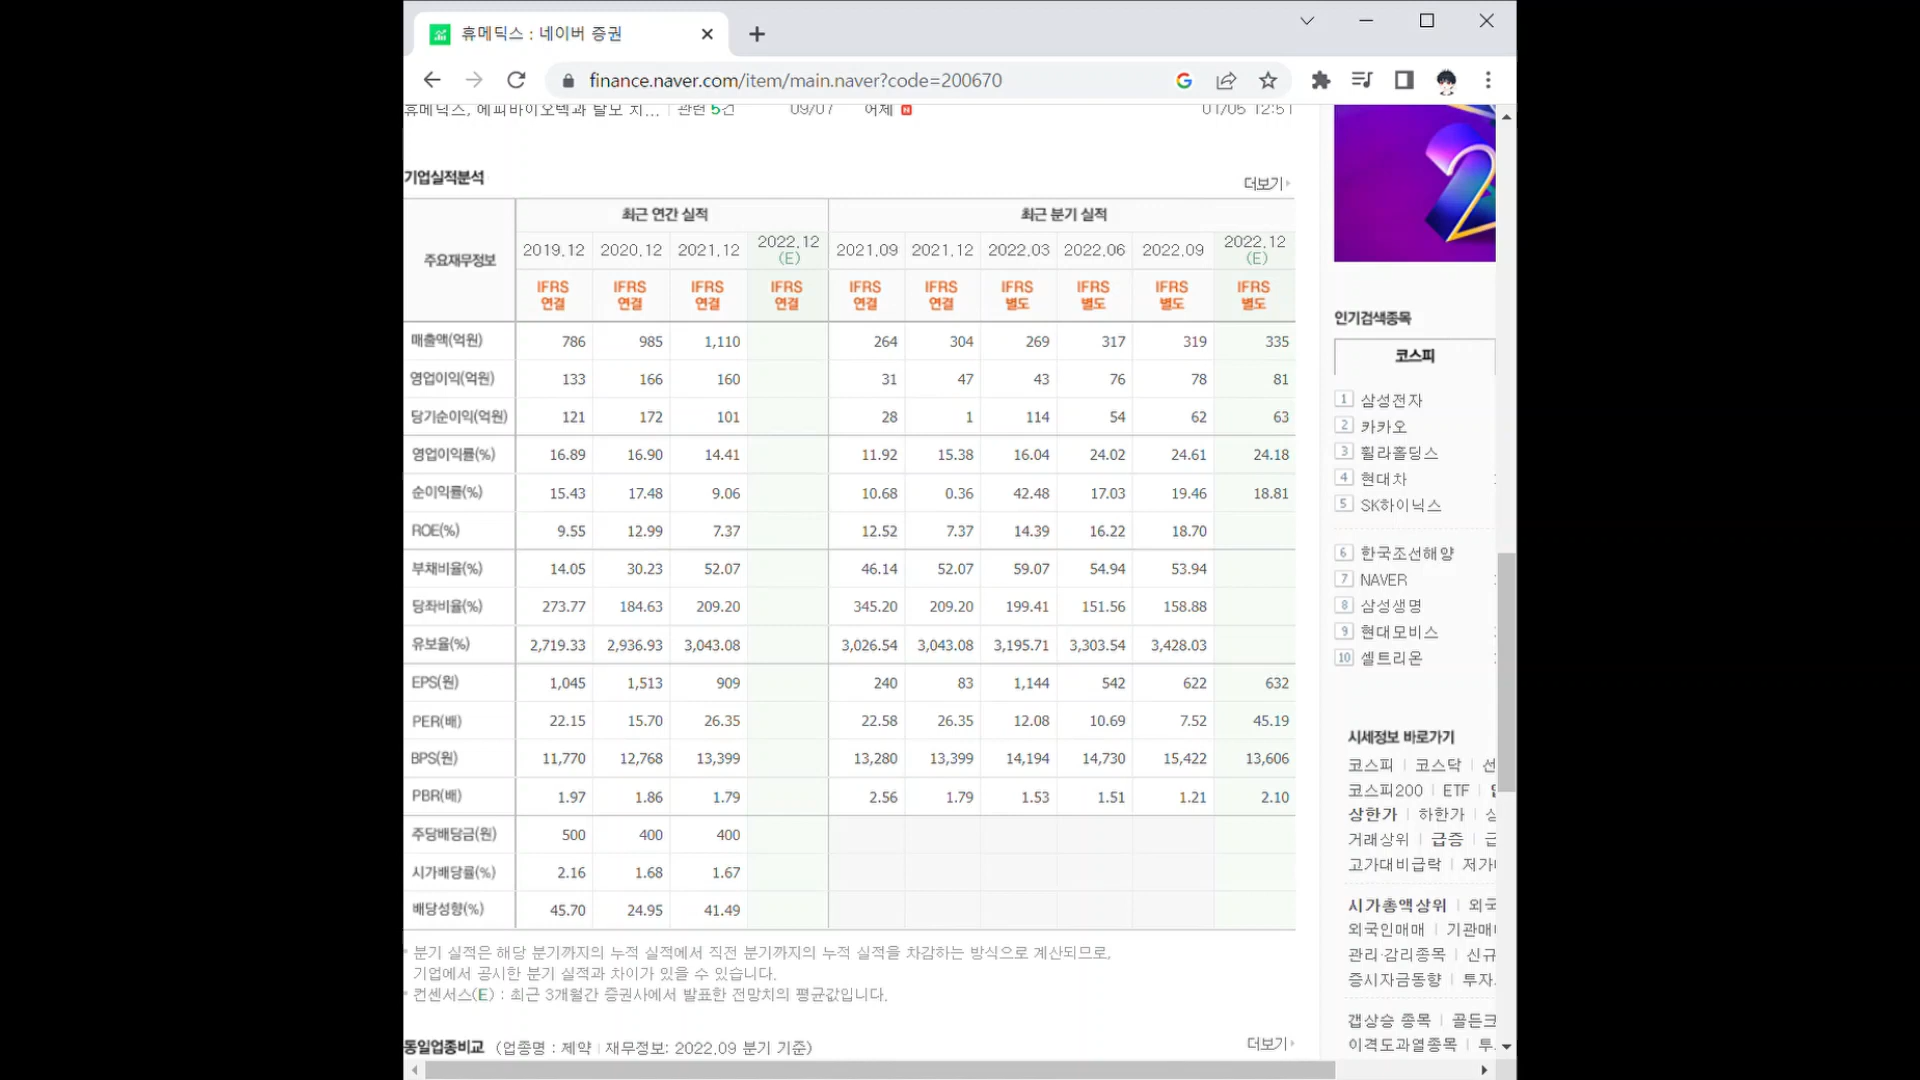 휴메딕스 : 네이버 증권
finance.naver.com/item/main.naver?code=200670
휴메딕스, 에피바이오텍과 탈모 치... 관련 5건 09/07 어제 01/05 12:51
기업실적분석 더보기
주요재무정보 최근 연간 실적 최근 분기 실적
2019.12 2020.12 2021.12 2022.12 (E) 2021.09 2021.12 2022.03 2022.06 2022.09 2022.12 (E)
IFRS 연결 IFRS 연결 IFRS 연결 IFRS 연결 IFRS 연결 IFRS 연결 IFRS 별도 IFRS 별도 IFRS 별도 IFRS 별도
매출액(억원) 786 985 1,110 264 304 269 317 319 335
영업이익(억원) 133 166 160 31 47 43 76 78 81
당기순이익(억원) 121 172 101 28 1 114 54 62 63
영업이익률(%) 16.89 16.90 14.41 11.92 15.38 16.04 24.02 24.61 24.18
순이익률(%) 15.43 17.48 9.06 10.68 0.36 42.48 17.03 19.46 18.81
ROE(%) 9.55 12.99 7.37 12.52 7.37 14.39 16.22 18.70
부채비율(%) 14.05 30.23 52.07 46.14 52.07 59.07 54.94 53.94
당좌비율(%) 273.77 184.63 209.20 345.20 209.20 199.41 151.56 158.88
유보율(%) 2,719.33 2,936.93 3,043.08 3,026.54 3,043.08 3,195.71 3,303.54 3,428.03
EPS(원) 1,045 1,513 909 240 83 1,144 542 622 632
PER(배) 22.15 15.70 26.35 22.58 26.35 12.08 10.69 7.52 45.19
BPS(원) 11,770 12,768 13,399 13,280 13,399 14,194 14,730 15,422 13,606
PBR(배) 1.97 1.86 1.79 2.56 1.79 1.53 1.51 1.21 2.10
주당배당금(원) 500 400 400
시가배당률(%) 2.16 1.68 1.67
배당성향(%) 45.70 24.95 41.49
* 분기 실적은 해당 분기까지의 누적 실적에서 직전 분기까지의 누적 실적을 차감하는 방식으로 계산되므로,
기업에서 공시한 분기 실적과 차이가 있을 수 있습니다.
* 컨센서스(E) : 최근 3개월간 증권사에서 발표한 전망치의 평균값입니다.
동일업종비교 (업종명 : 제약 | 재무정보: 2022.09 분기 기준) 더보기
인기검색종목
코스피
1 삼성전자
2 카카오
3 휠라홀딩스
4 현대차
5 SK하이닉스
6 한국조선해양
7 NAVER
8 삼성생명
9 현대모비스
10 셀트리온
시세정보 바로가기
코스피 | 코스닥 | 선
코스피200 | ETF
상한가 | 하한가
거래상위 | 급증 | 급
고가대비급락 | 저가
시가총액상위 | 외국
외국인매매 | 기관매
관리·감리종목 | 신규
증시자금동향 | 투자
갭상승 종목 | 골든크
이격도과열종목 | 투